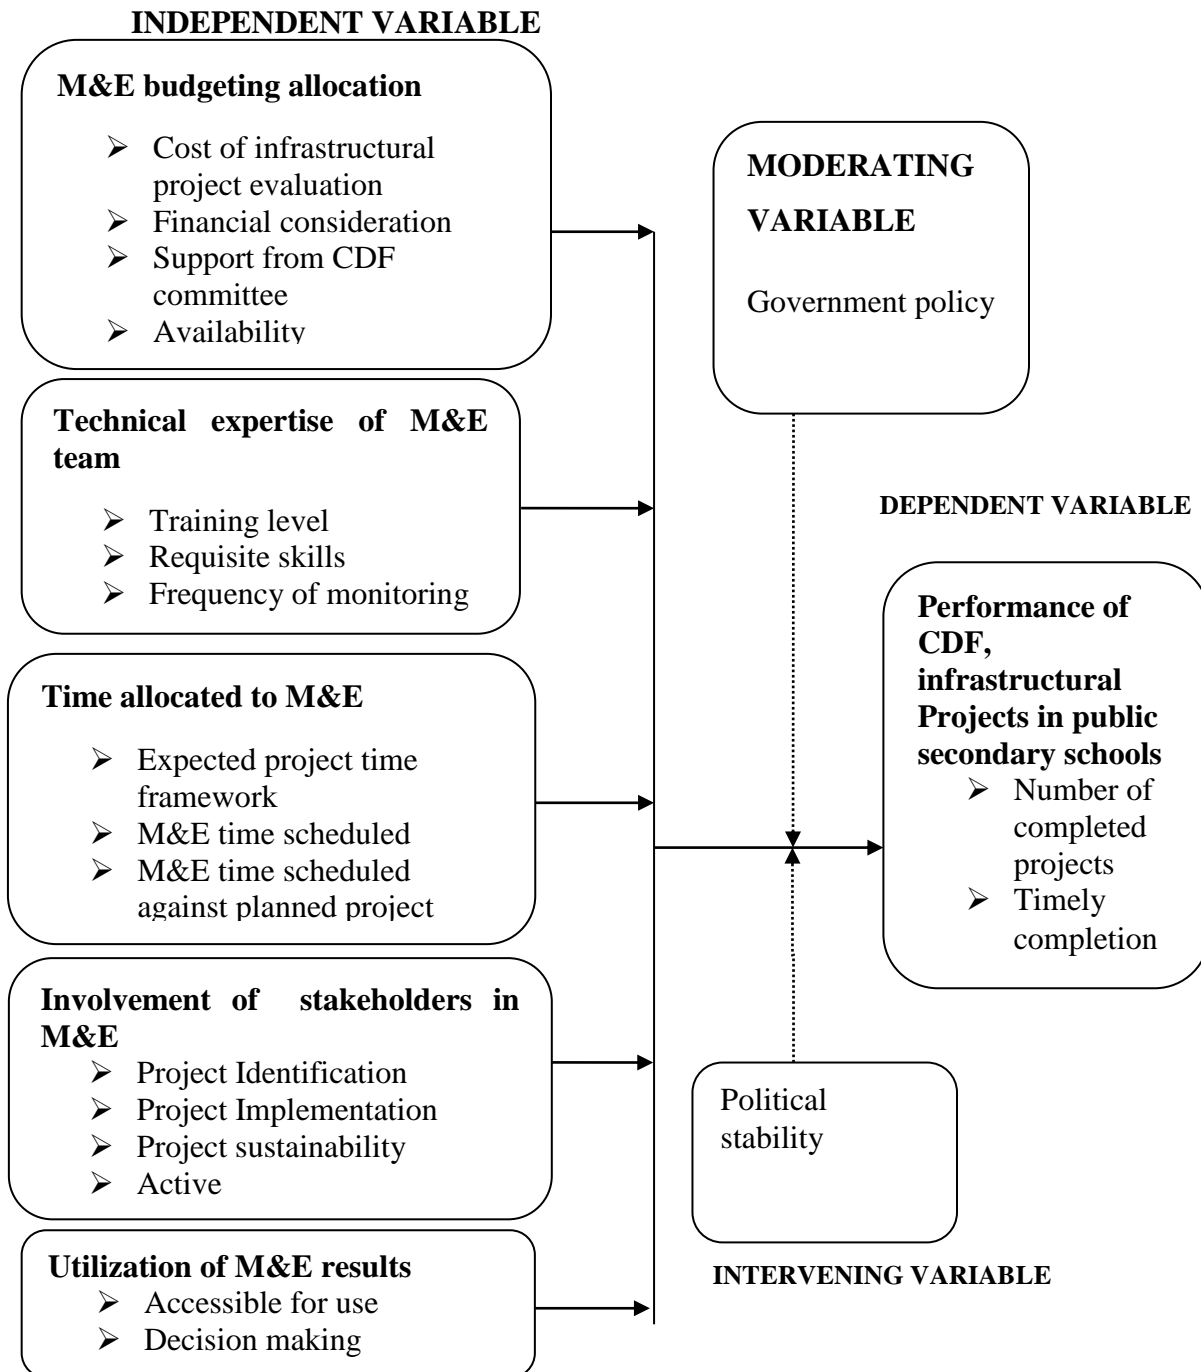 INDEPENDENT VARIABLE
M&E budgeting allocation
➢ Cost of infrastructural
project evaluation
➢ Financial consideration
➢ Support from CDF
committee
➢ Availability
Technical expertise of M&E
team
➢ Training level
➢ Requisite skills
➢ Frequency of monitoring
Time allocated to M&E
➢ Expected project time
framework
➢ M&E time scheduled
➢ M&E time scheduled
against planned project
Involvement of stakeholders in
M&E
➢ Project Identification
➢ Project Implementation
➢ Project sustainability
➢ Active
Utilization of M&E results
➢ Accessible for use
➢ Decision making
MODERATING
VARIABLE
Government policy
DEPENDENT VARIABLE
Performance of
CDF,
infrastructural
Projects in public
secondary schools
➢ Number of
completed
projects
➢ Timely
completion
Political
stability
INTERVENING VARIABLE